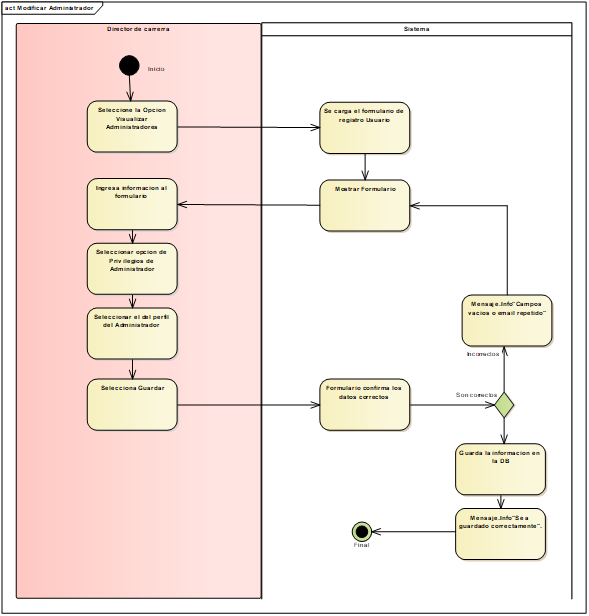 act Modificar Administrador
Director de carrerra
Sistema
Inicio
Seleccione la Opcion
Visualizar
Administradores
Se carga el formulario de
registro Usuario
Ingresa informacion al
formulario
Mostrar Formulario
Seleccionar opcion de
Privilegios de
Administrador
Seleccionar el del perfil
del Administrador
Mensaje.Info"Campos
vacios o email repetido"
Incorrectos
Selecciona Guardar
Formulario confirma los
datos correctos
Son correctos
Guarda la informacion en
la DB
Mensaje.Info"Se a
guardado correctamente".
Final